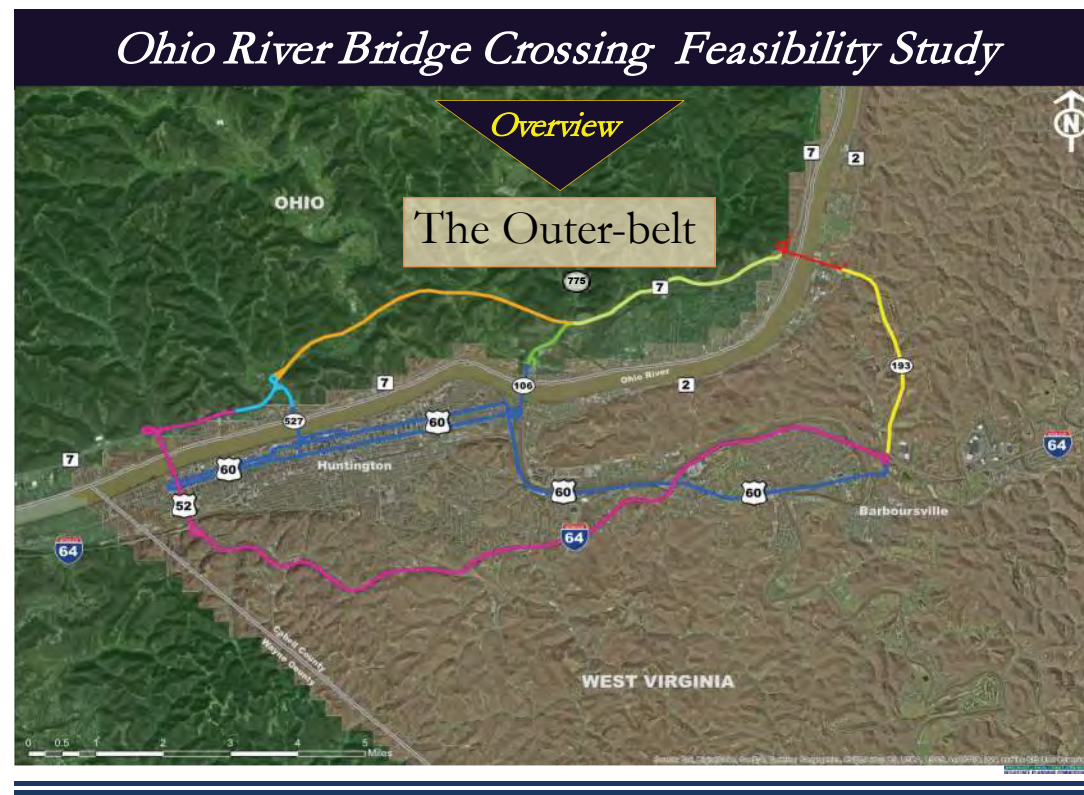 Ohio River Bridge Crossing Feasibility Study
Overview
N
The Outer-belt
OHIO
7
2
775
7
193
7
106
Ohio River
2
527
60
60
Huntington
7
52
60
60
64
Barboursville
64
64
Cabell County
Wayne County
WEST VIRGINIA
0 0.5 1 2 3 4 5
Miles